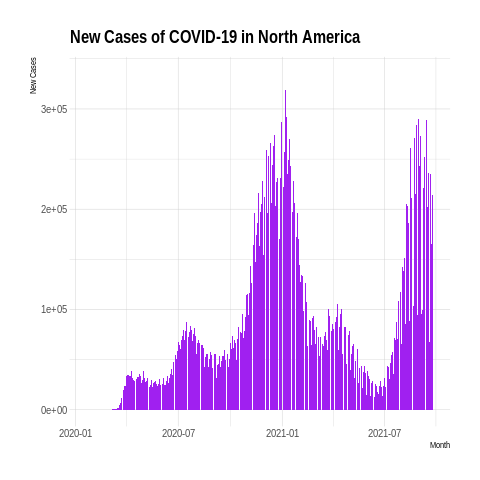 New Cases of COVID-19 in North America
New Cases
3e+05
2e+05
1e+05
0e+00
2020-01 2020-07 2021-01 2021-07
Month